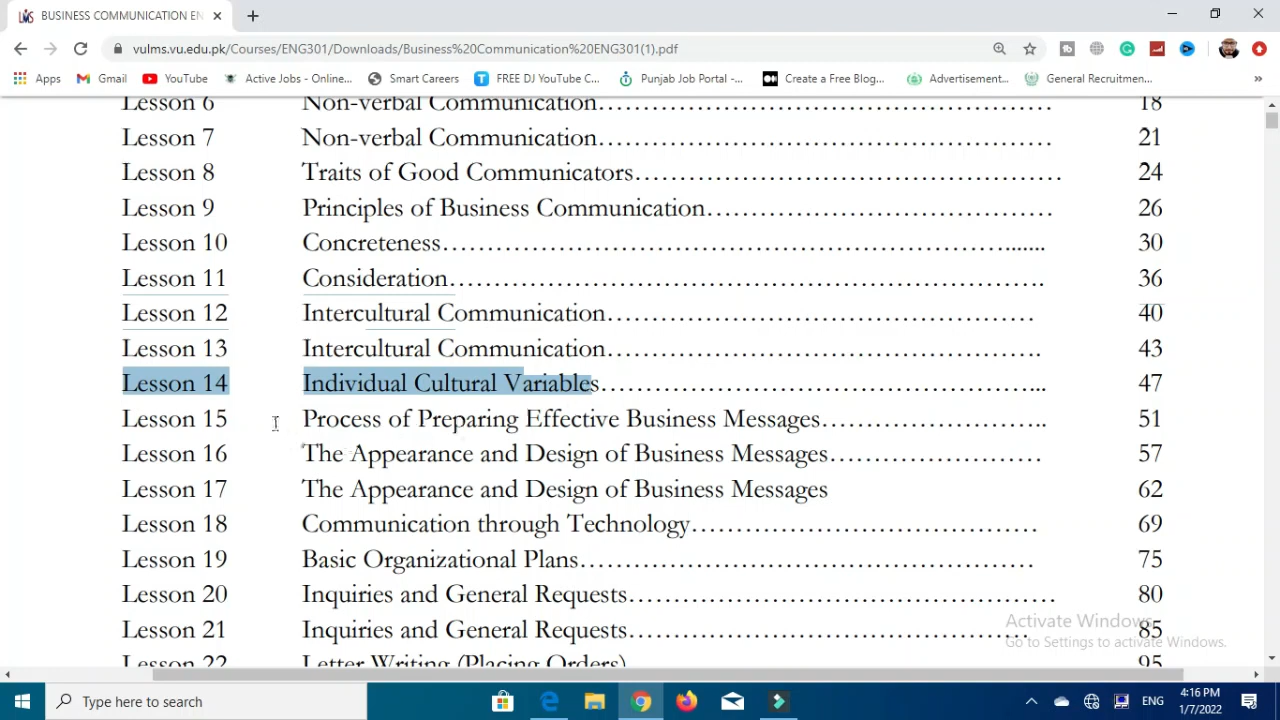 BUSINESS COMMUNICATION EN
vulms.vu.edu.pk/Courses/ENG301/Downloads/Business%20Communication%20ENG301(1).pdf
Apps Gmail YouTube Active Jobs - Online... Smart Careers FREE DJ YouTube C... Punjab Job Portal -... Create a Free Blog... Advertisement... General Recruitmen... »
Lesson 6 Non-verbal Communication……………………………………………………… 18
Lesson 7 Non-verbal Communication……………………………………………………… 21
Lesson 8 Traits of Good Communicators…………………………………………………… 24
Lesson 9 Principles of Business Communication………………………………………… 26
Lesson 10 Concreteness……………………………………………………………………....... 30
Lesson 11 Consideration……………………………………………………………………. 36
Lesson 12 Intercultural Communication…………………………………………………… 40
Lesson 13 Intercultural Communication……………………………………………………. 43
Lesson 14 Individual Cultural Variables……………………………………………………... 47
Lesson 15 Process of Preparing Effective Business Messages………………………….. 51
Lesson 16 The Appearance and Design of Business Messages………………………… 57
Lesson 17 The Appearance and Design of Business Messages 62
Lesson 18 Communication through Technology………………………………………… 69
Lesson 19 Basic Organizational Plans……………………………………………………… 75
Lesson 20 Inquiries and General Requests………………………………………………… 80
Lesson 21 Inquiries and General Requests……………………………………………… 85
Lesson 22 Letter Writing (Placing Orders) 95
Activate Windows
Go to Settings to activate Windows.
Type here to search
ENG
4:16 PM
1/7/2022